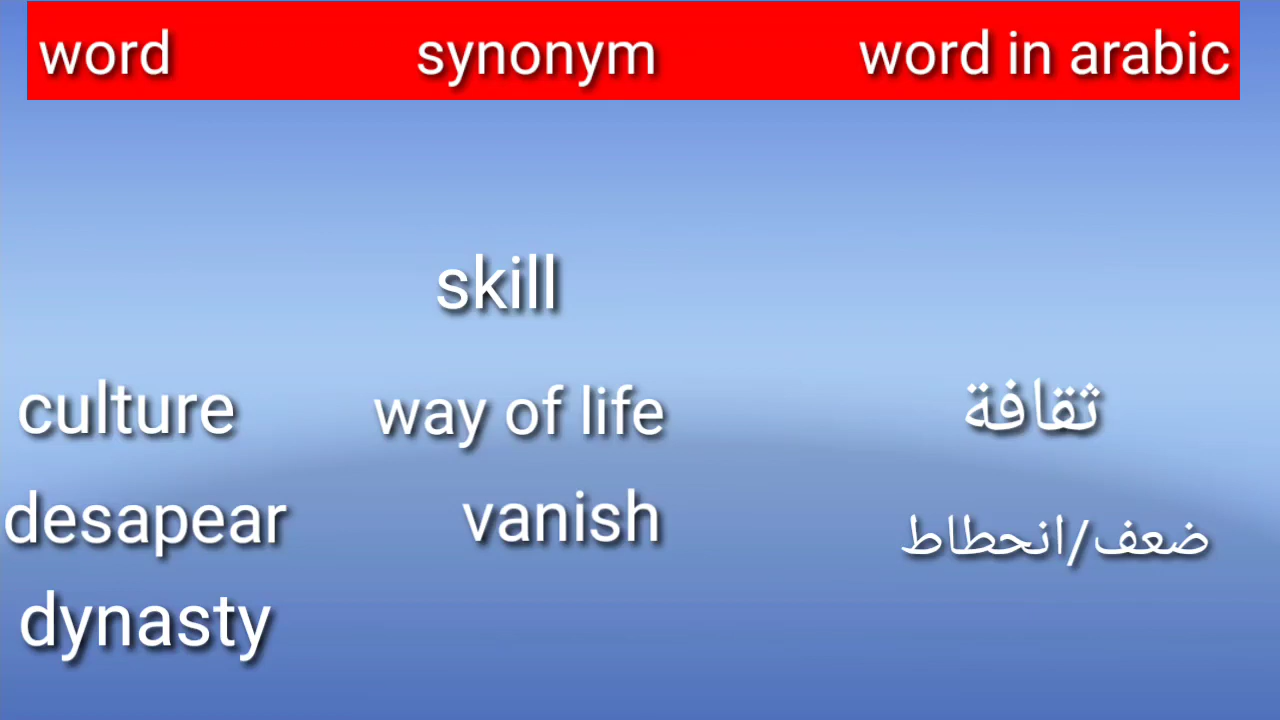 word synonym word in arabic
skill
culture way of life ثقافة
desapear vanish ضعف/انحطاط
dynasty